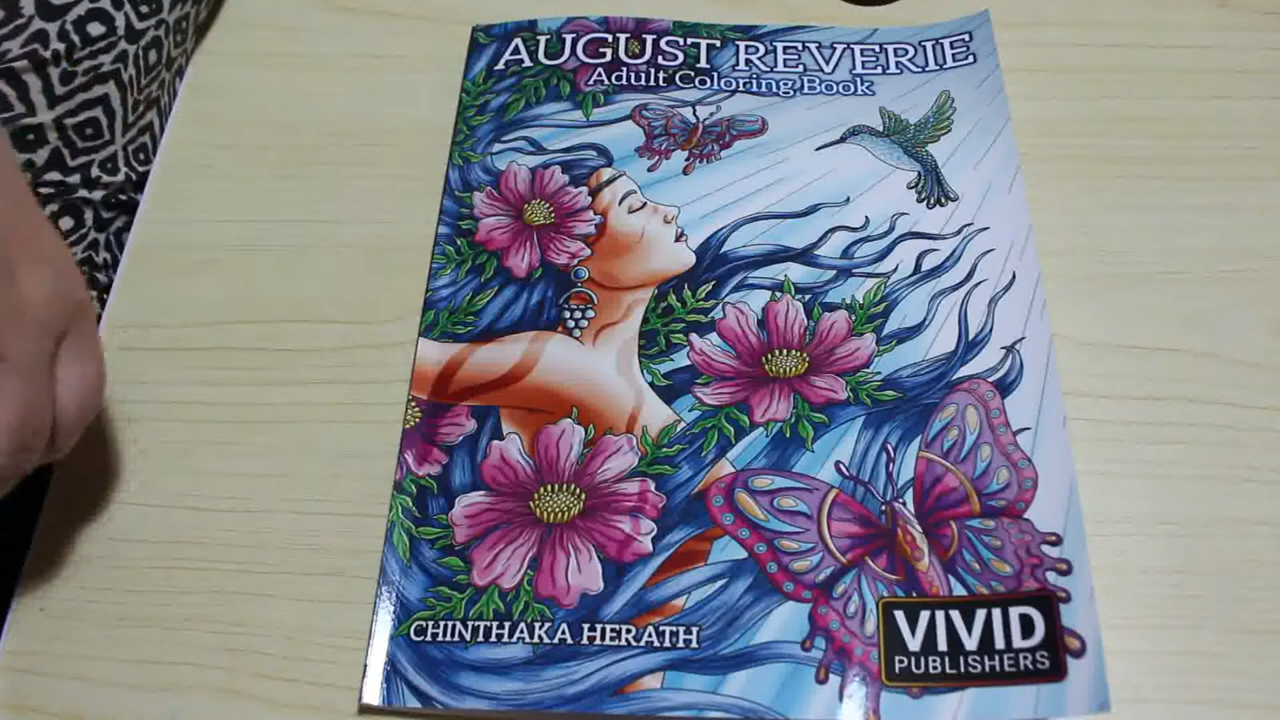 AUGUST REVERIE
Adult Coloring Book
CHINTHAKA HERATH
VIVID
PUBLISHERS